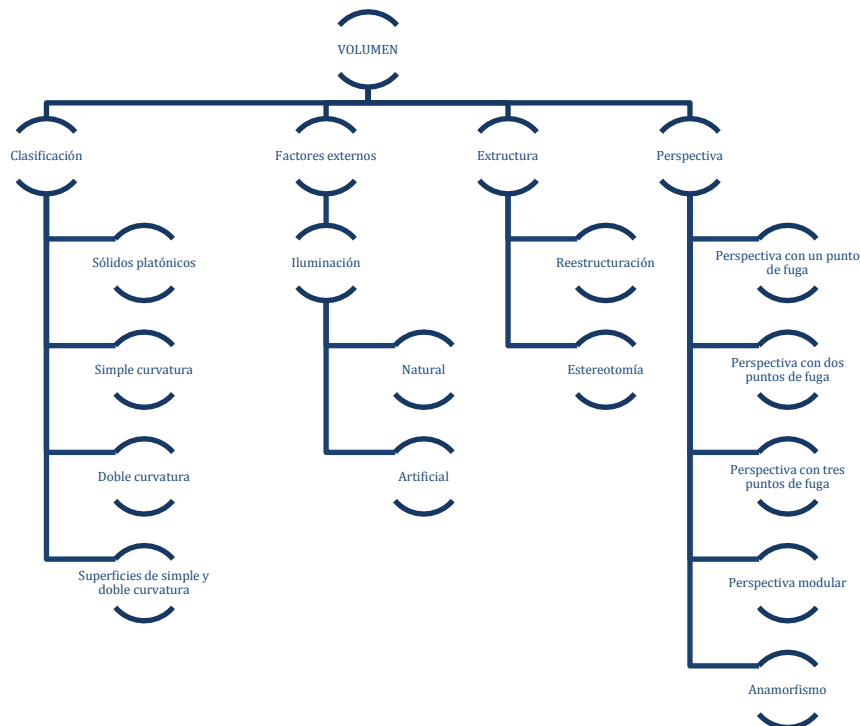 VOLUMEN
Clasificación
Factores externos
Extructura
Perspectiva
Sólidos platónicos
Simple curvatura
Doble curvatura
Superficies de simple y
doble curvatura
Iluminación
Natural
Artificial
Reestructuración
Estereotomía
Perspectiva con un punto
de fuga
Perspectiva con dos
puntos de fuga
Perspectiva con tres
puntos de fuga
Perspectiva modular
Anamorfismo